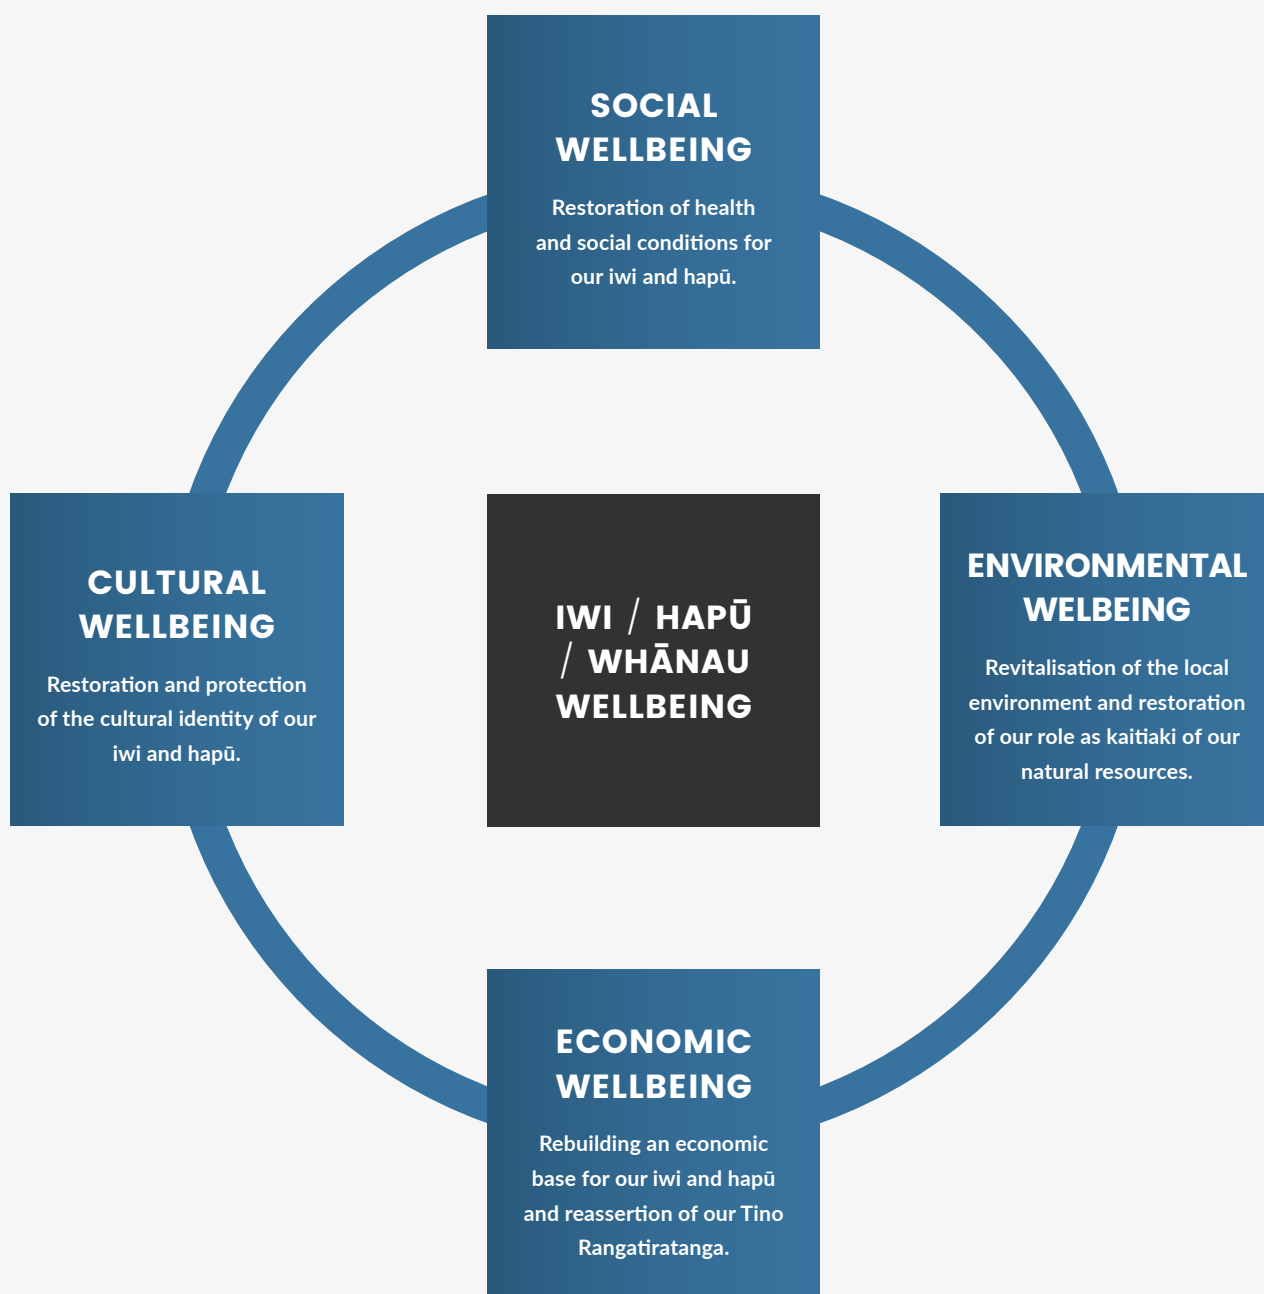 SOCIAL
WELLBEING
Restoration of health
and social conditions for
our iwi and hapū.
CULTURAL
WELLBEING
Restoration and protection
of the cultural identity of our
iwi and hapū.
IWI / HAPŪ
/ WHĀNAU
WELLBEING
ENVIRONMENTAL
WELBEING
Revitalisation of the local
environment and restoration
of our role as kaitiaki of our
natural resources.
ECONOMIC
WELLBEING
Rebuilding an economic
base for our iwi and hapū
and reassertion of our Tino
Rangatiratanga.